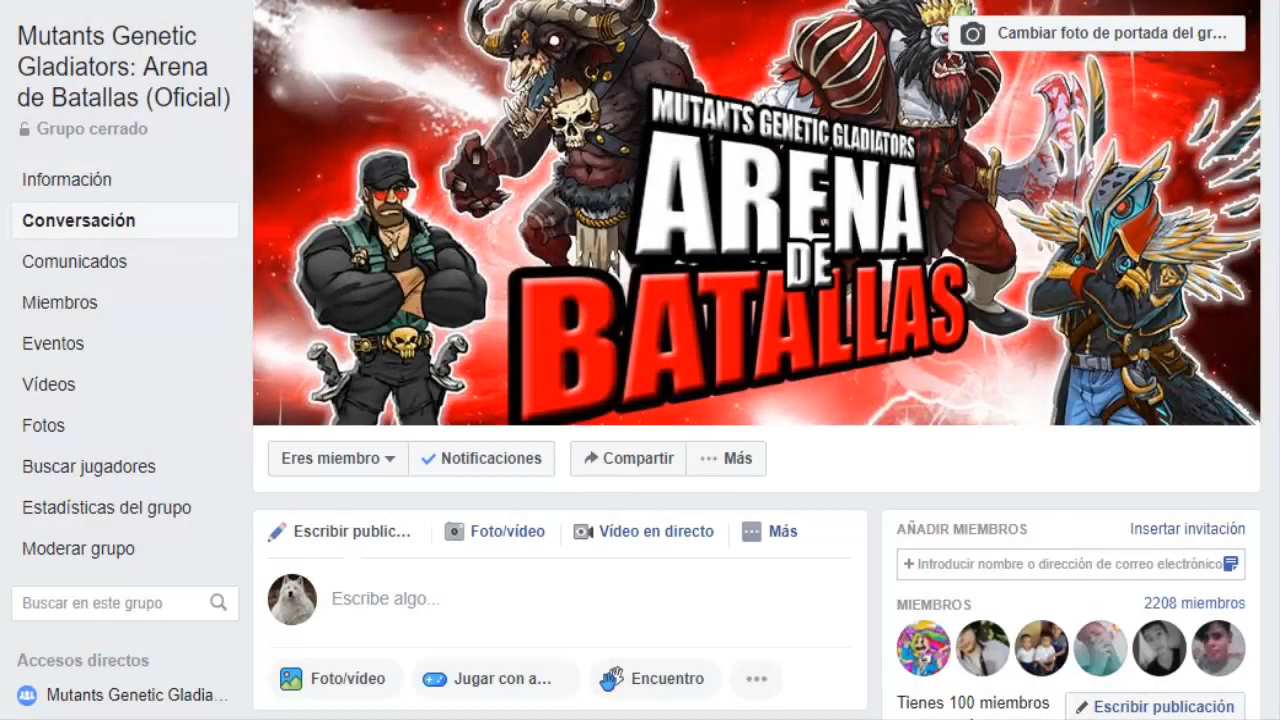 Mutants Genetic
Gladiators: Arena
de Batallas (Oficial)
Grupo cerrado
Información
Conversación
Comunicados
Miembros
Eventos
Vídeos
Fotos
Buscar jugadores
Estadísticas del grupo
Moderar grupo
Buscar en este grupo
Accesos directos
Mutants Genetic Gladia...
Cambiar foto de portada del gr...
MUTANTS GENETIC GLADIATORS
ARENA
DE
BATALLAS
Eres miembro
Notificaciones
Compartir
Más
Escribir public...
Foto/vídeo
Vídeo en directo
Más
Escribe algo...
Foto/vídeo
Jugar con a...
Encuentro
AÑADIR MIEMBROS
Insertar invitación
+ Introducir nombre o dirección de correo electrónico
MIEMBROS
2208 miembros
Tienes 100 miembros
Escribir publicación